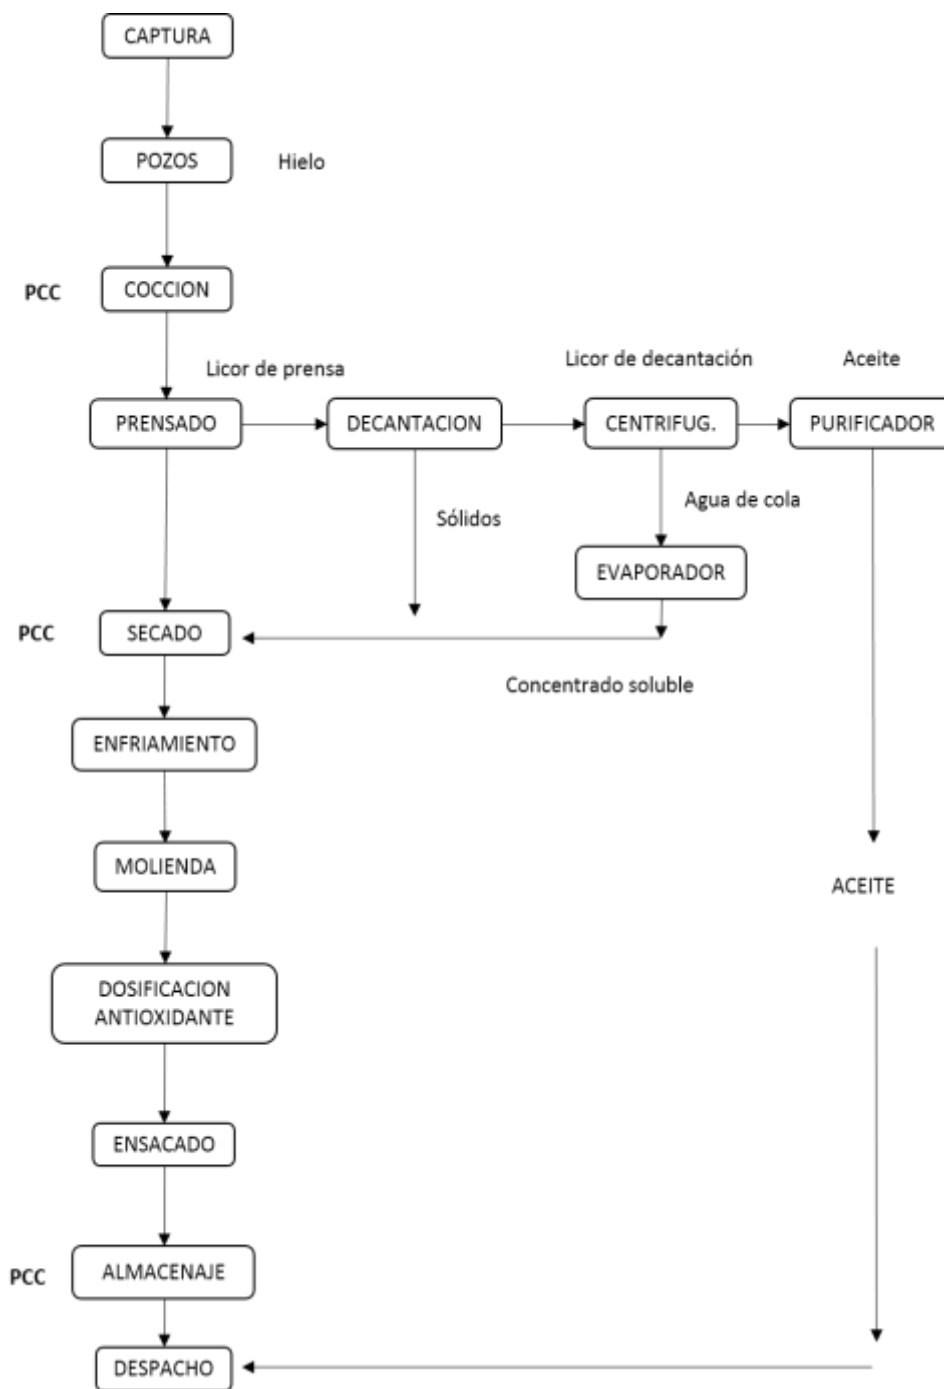 CAPTURA
POZOS
Hielo
PCC
COCCION
Licor de prensa
Licor de decantación
Aceite
PRENSADO
DECANTACION
CENTRIFUG.
PURIFICADOR
Sólidos
Agua de cola
EVAPORADOR
PCC
SECADO
Concentrado soluble
ENFRIAMIENTO
MOLIENDA
ACEITE
DOSIFICACION
ANTIOXIDANTE
ENSACADO
PCC
ALMACENAJE
DESPACHO